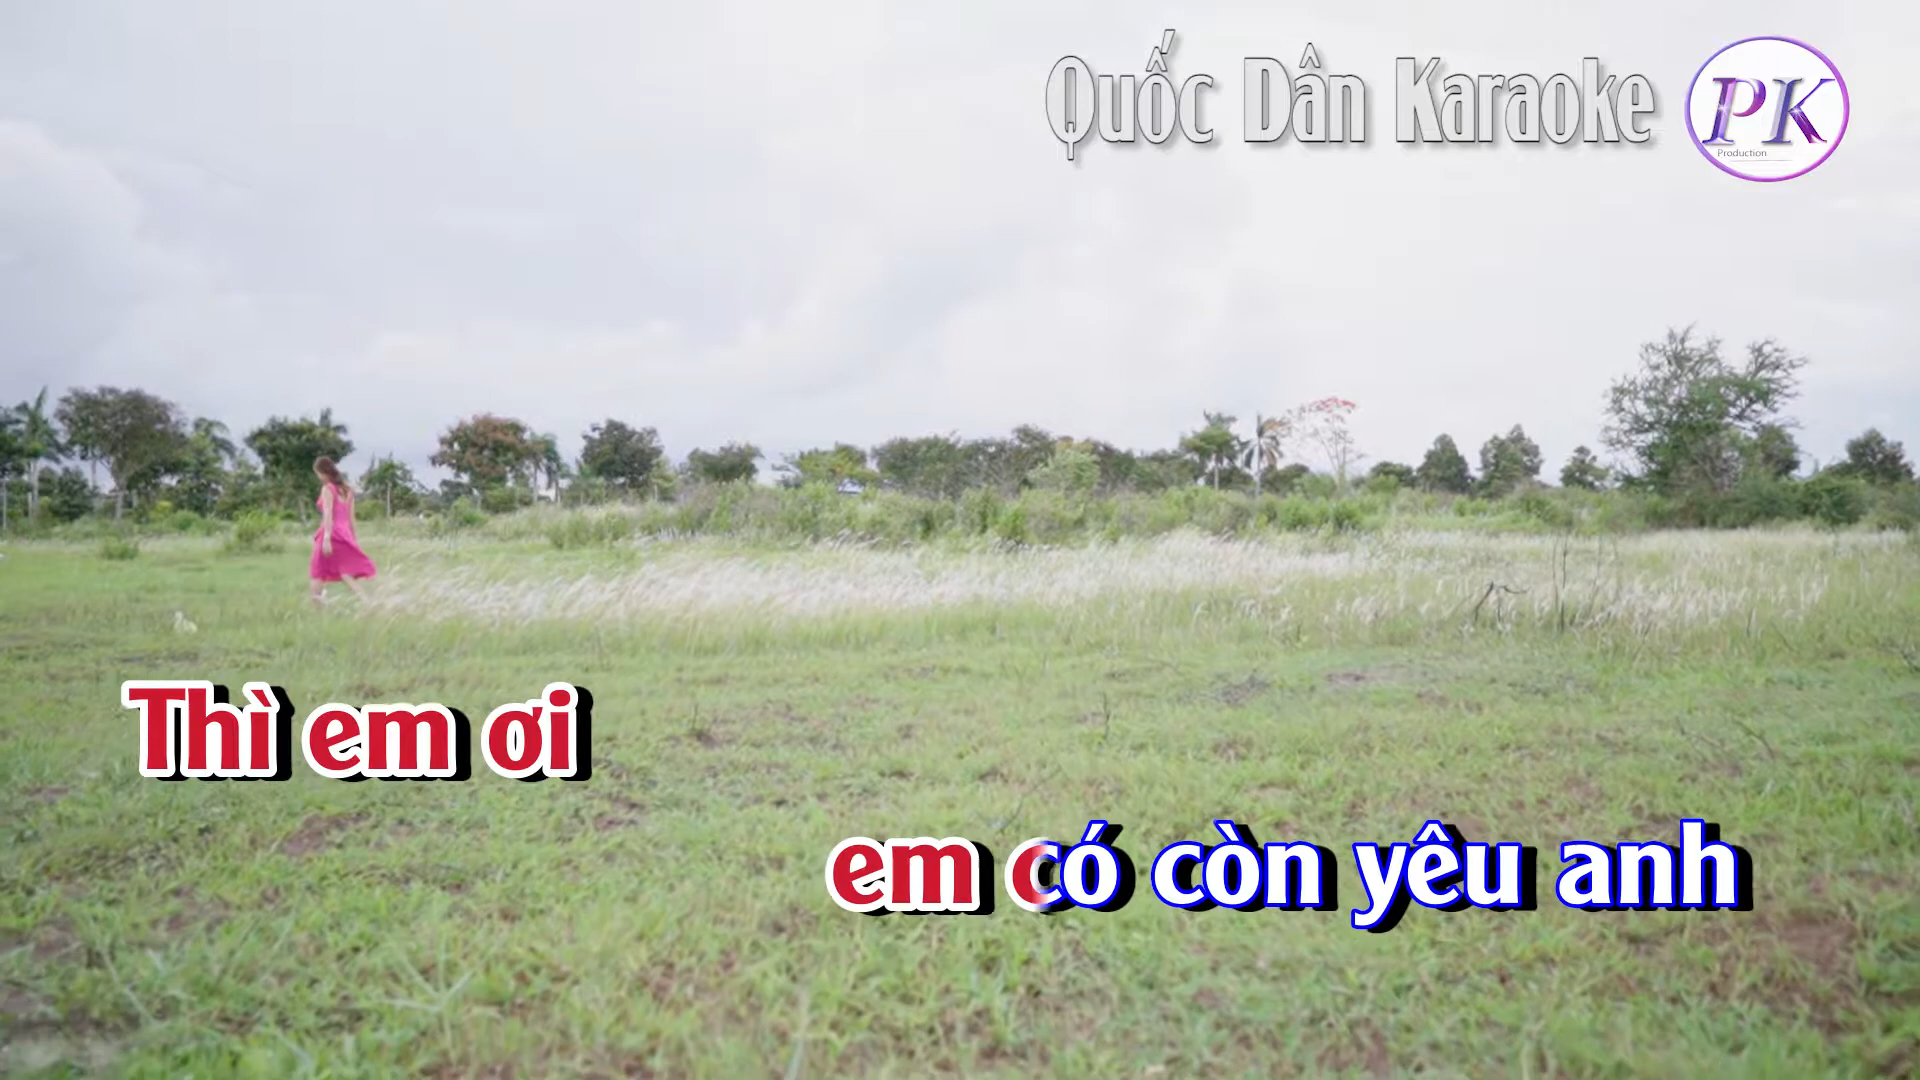 Quốc Dân Karaoke
PK
Production
Thì em ơi
em có còn yêu anh